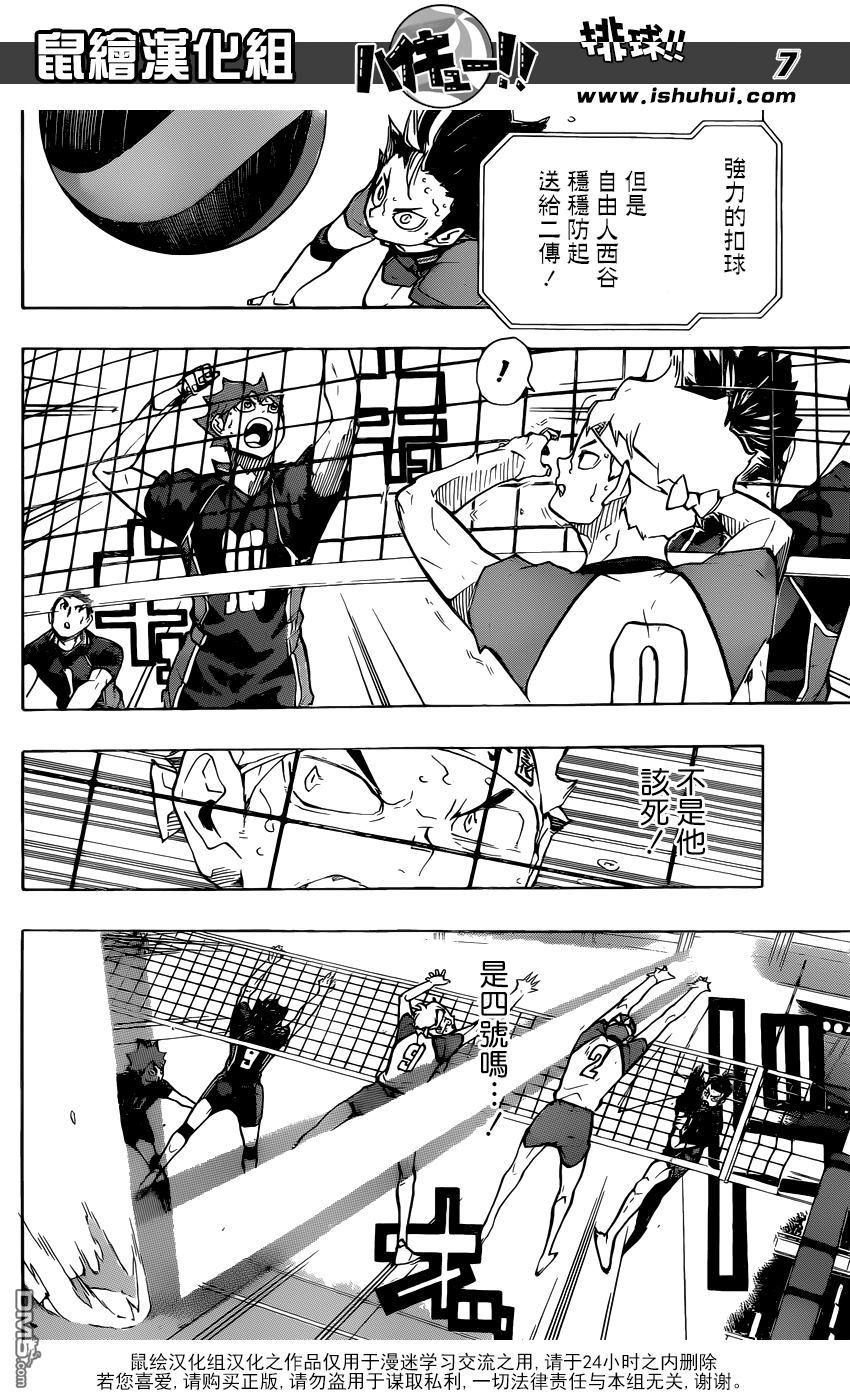 鼠繪漢化組
ハイキュー!!
排球!!
7
www.ishuhui.com
強力的扣球
但是
自由人西谷
穩穩防起
送給二傳！
！
10
1
不是他
該死！
是四號嗎…！
9
2
DM5
鼠绘汉化组汉化之作品仅用于漫迷学习交流之用,请于24小时之内删除
若您喜爱,请购买正版,请勿盗用于谋取私利,一切法律责任与本组无关,谢谢。